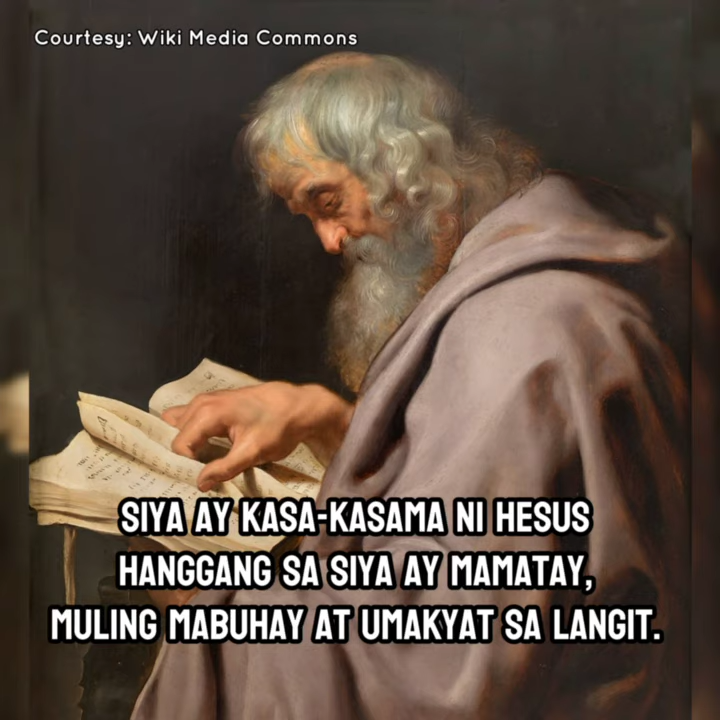 Courtesy: Wiki Media Commons
SIYA AY KASA-KASAMA NI HESUS
HANGGANG SA SIYA AY MAMATAY,
MULING MABUHAY AT UMAKYAT SA LANGIT.